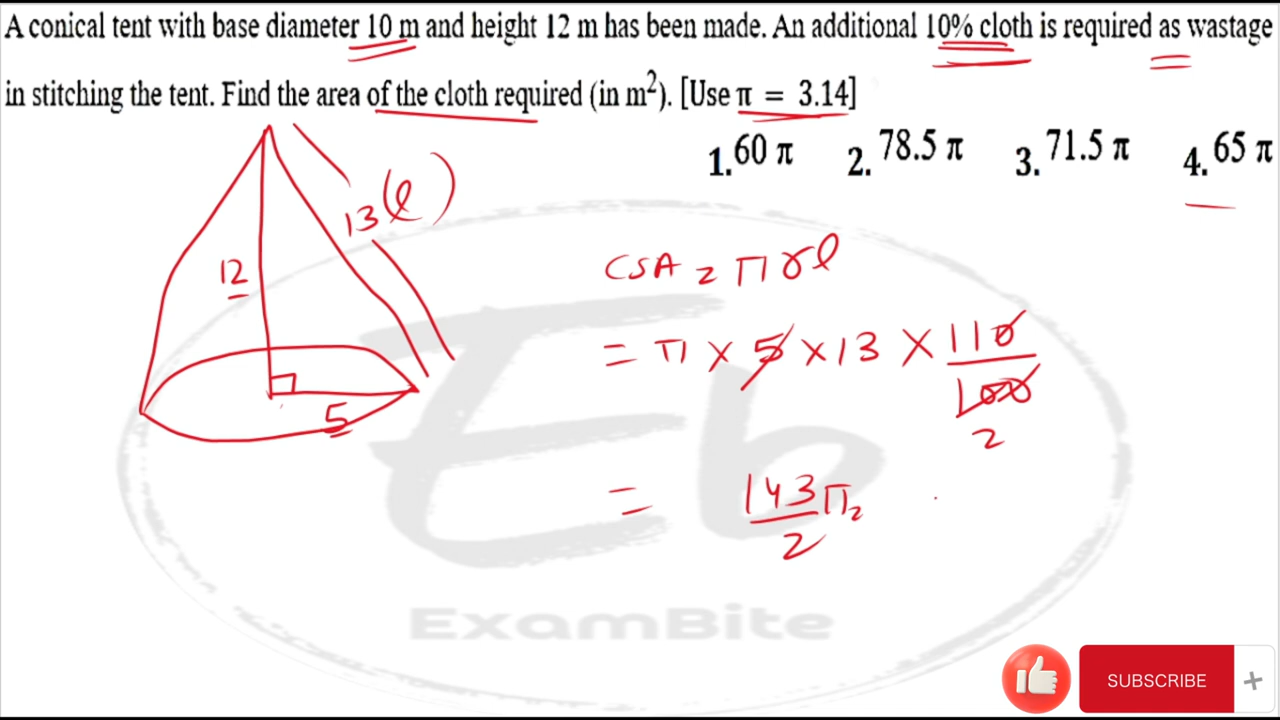 A conical tent with base diameter 10 m and height 12 m has been made. An additional 10% cloth is required as wastage
in stitching the tent. Find the area of the cloth required (in m²). [Use π = 3.14]
1. 60 π 2. 78.5 π 3. 71.5 π 4. 65 π
13(l)
12
5
CSA = π r l
= π × 5 × 13 × 110/100
2
= 143/2 π =
Eb
ExamBite
SUBSCRIBE +